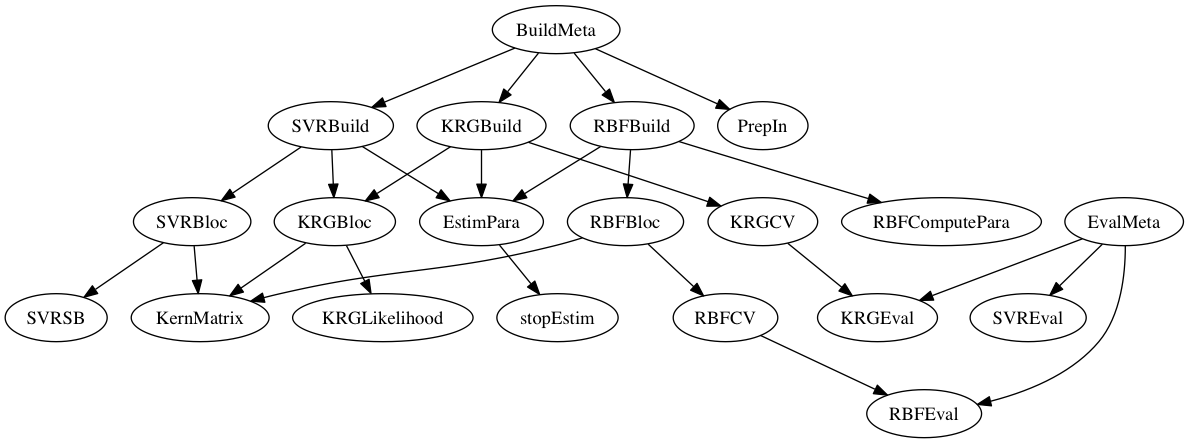 BuildMeta
SVRBuild
KRGBuild
RBFBuild
PrepIn
SVRBloc
KRGBloc
EstimPara
RBFBloc
KRGCV
RBFComputePara
EvalMeta
SVRSB
KernMatrix
KRGLikelihood
stopEstim
RBFCV
KRGEval
SVREval
RBFEval